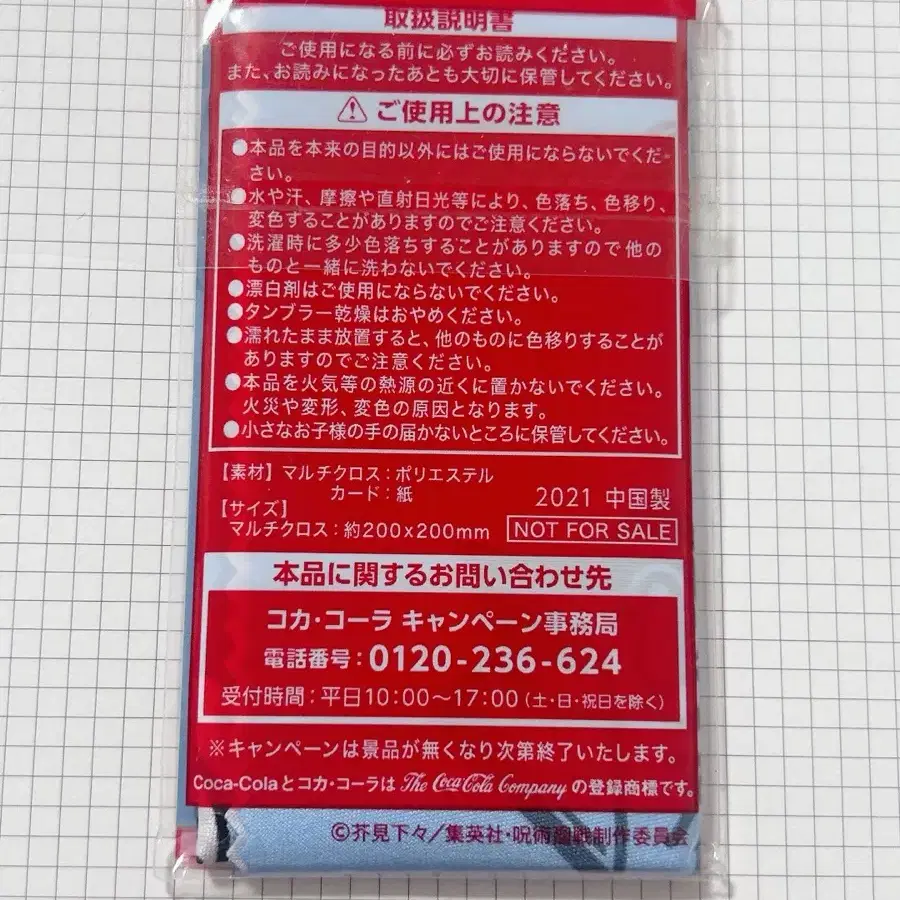 取扱説明書
ご使用になる前に必ずお読みください。
また、お読みになったあとも大切に保管してください。
ご使用上の注意
●本品を本来の目的以外にはご使用にならないでくだ
さい。
●水や汗、摩擦や直射日光等により、色落ち、色移り、
変色することがありますのでご注意ください。
●洗濯時に多少色落ちすることがありますので他の
ものと一緒に洗わないでください。
●漂白剤はご使用にならないでください。
●タンブラー乾燥はおやめください。
●濡れたまま放置すると、他のものに色移りすることが
ありますのでご注意ください。
●本品を火気等の熱源の近くに置かないでください。
火災や変形、変色の原因となります。
●小さなお子様の手の届かないところに保管してください。
【素材】マルチクロス:ポリエステル
カード:紙
【サイズ】
マルチクロス:約200x200mm
2021 中国製
NOT FOR SALE
本品に関するお問い合わせ先
コカ・コーラ キャンペーン事務局
電話番号:0120-236-624
受付時間:平日10:00〜17:00(土・日・祝日を除く)
※キャンペーンは景品が無くなり次第終了いたします。
Coca-Colaとコカ・コーラは The Coca-Cola Company の登録商標です。
©芥見下々/集英社・呪術廻戦制作委員会